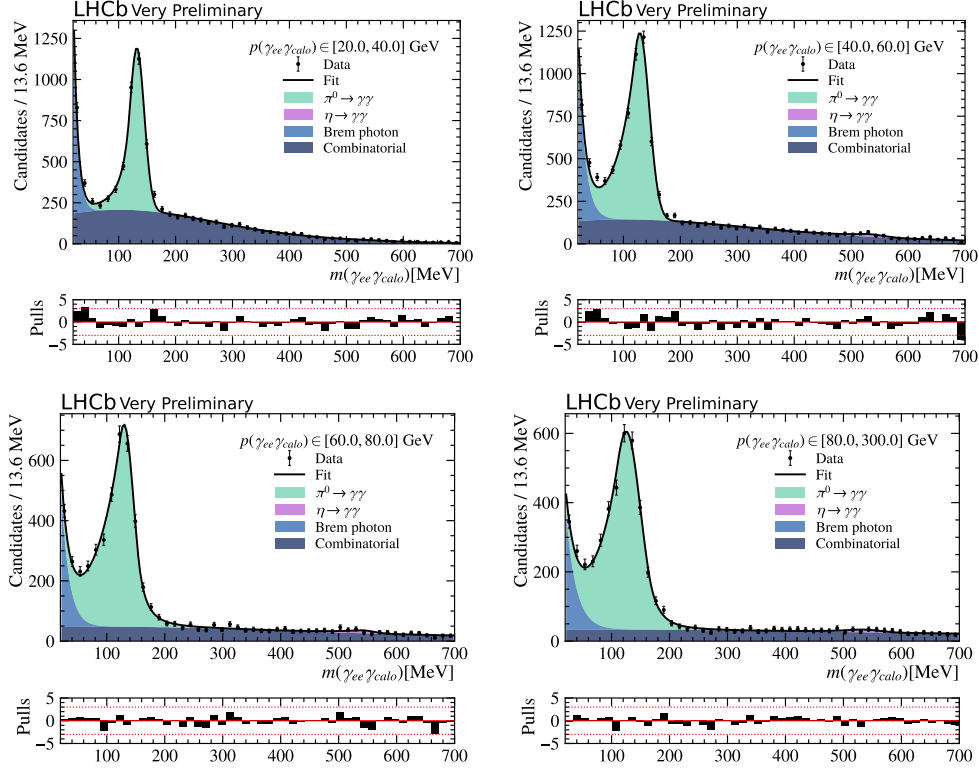 LHCb Very Preliminary
p(γeeγcalo) ∈ [20.0, 40.0] GeV
Data
Fit
π⁰ → γγ
η → γγ
Brem photon
Combinatorial
Candidates / 13.6 MeV
1250
1000
750
500
250
0
100 200 300 400 500 600 700
m(γeeγcalo)[MeV]
Pulls
5
0
−5
100 200 300 400 500 600 700
LHCb Very Preliminary
p(γeeγcalo) ∈ [40.0, 60.0] GeV
Data
Fit
π⁰ → γγ
η → γγ
Brem photon
Combinatorial
Candidates / 13.6 MeV
1250
1000
750
500
250
0
100 200 300 400 500 600 700
m(γeeγcalo)[MeV]
Pulls
5
0
−5
100 200 300 400 500 600 700
LHCb Very Preliminary
p(γeeγcalo) ∈ [60.0, 80.0] GeV
Data
Fit
π⁰ → γγ
η → γγ
Brem photon
Combinatorial
Candidates / 13.6 MeV
600
400
200
0
100 200 300 400 500 600 700
m(γeeγcalo)[MeV]
Pulls
5
0
−5
100 200 300 400 500 600 700
LHCb Very Preliminary
p(γeeγcalo) ∈ [80.0, 300.0] GeV
Data
Fit
π⁰ → γγ
η → γγ
Brem photon
Combinatorial
Candidates / 13.6 MeV
600
400
200
0
100 200 300 400 500 600 700
m(γeeγcalo)[MeV]
Pulls
5
0
−5
100 200 300 400 500 600 700